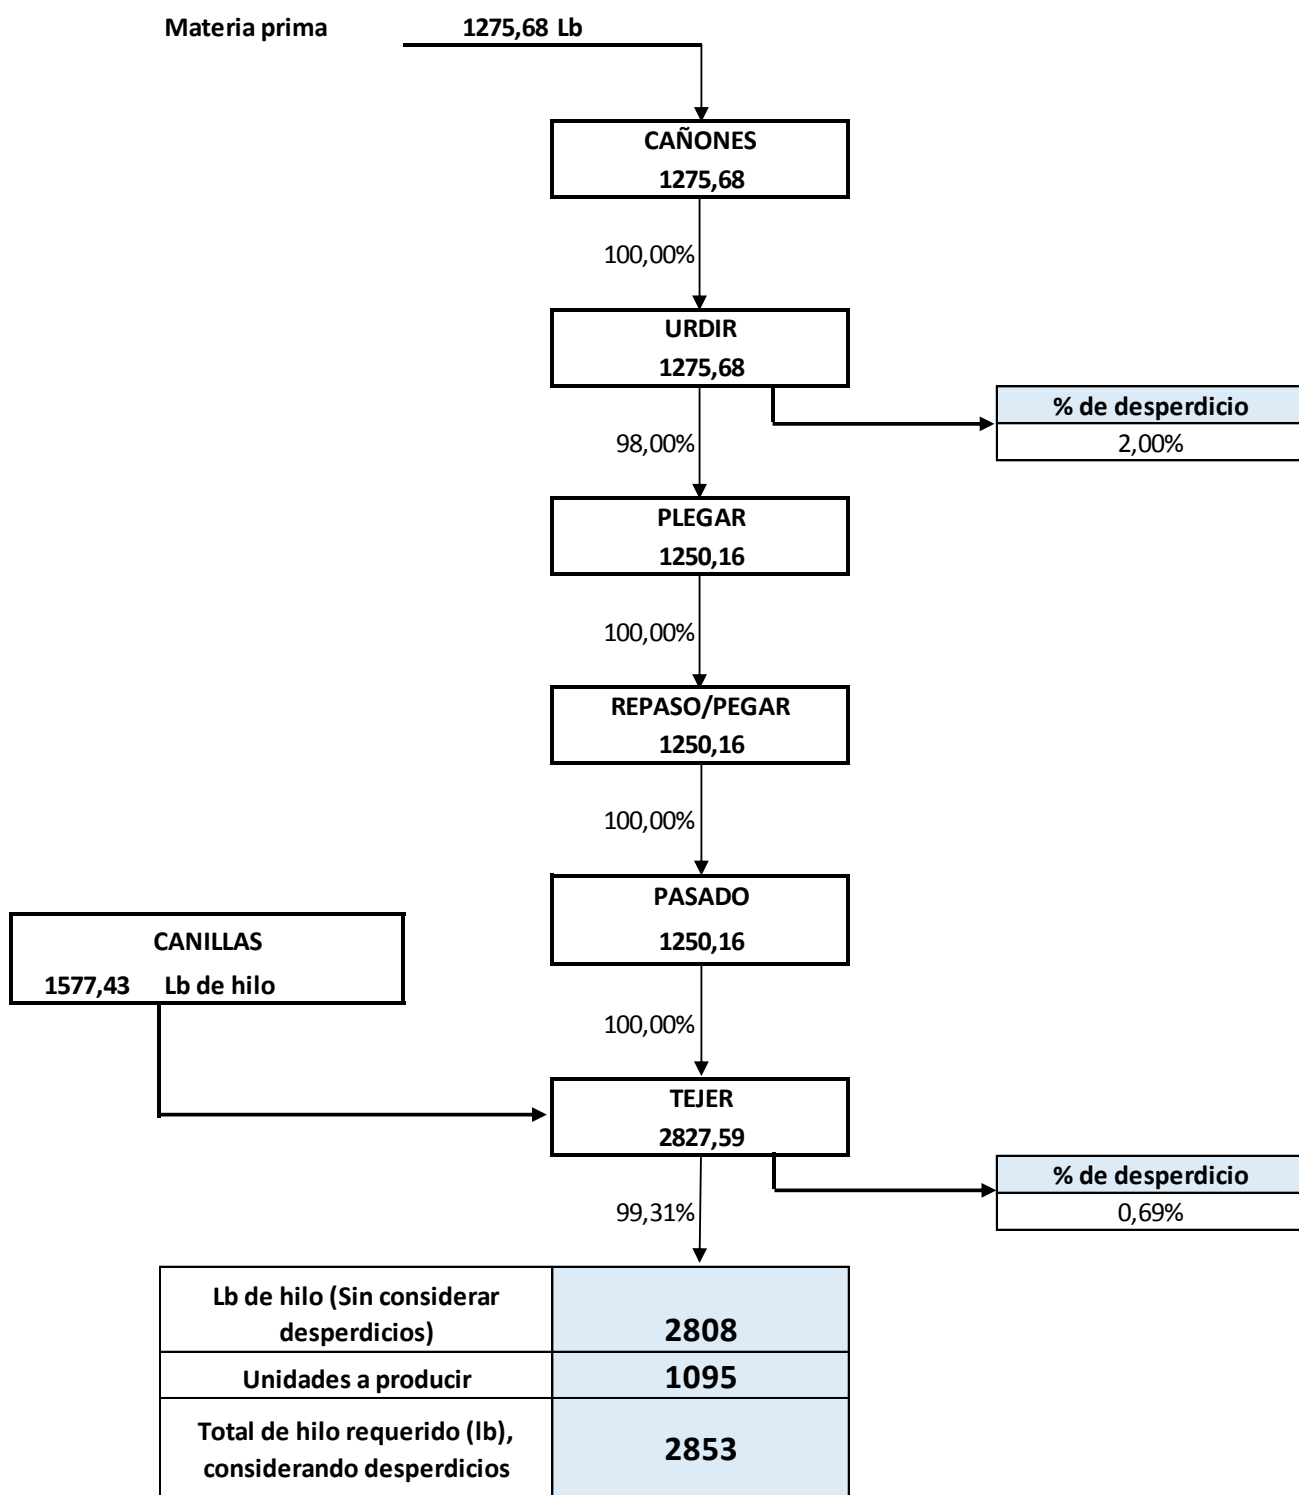 Materia prima 1275,68 Lb
CAÑONES
1275,68
100,00%
URDIR
1275,68
% de desperdicio
2,00%
98,00%
PLEGAR
1250,16
100,00%
REPASO/PEGAR
1250,16
100,00%
PASADO
1250,16
CANILLAS
1577,43 Lb de hilo
100,00%
TEJER
2827,59
% de desperdicio
0,69%
99,31%
Lb de hilo (Sin considerar
desperdicios)
2808
Unidades a producir 1095
Total de hilo requerido (lb),
considerando desperdicios
2853